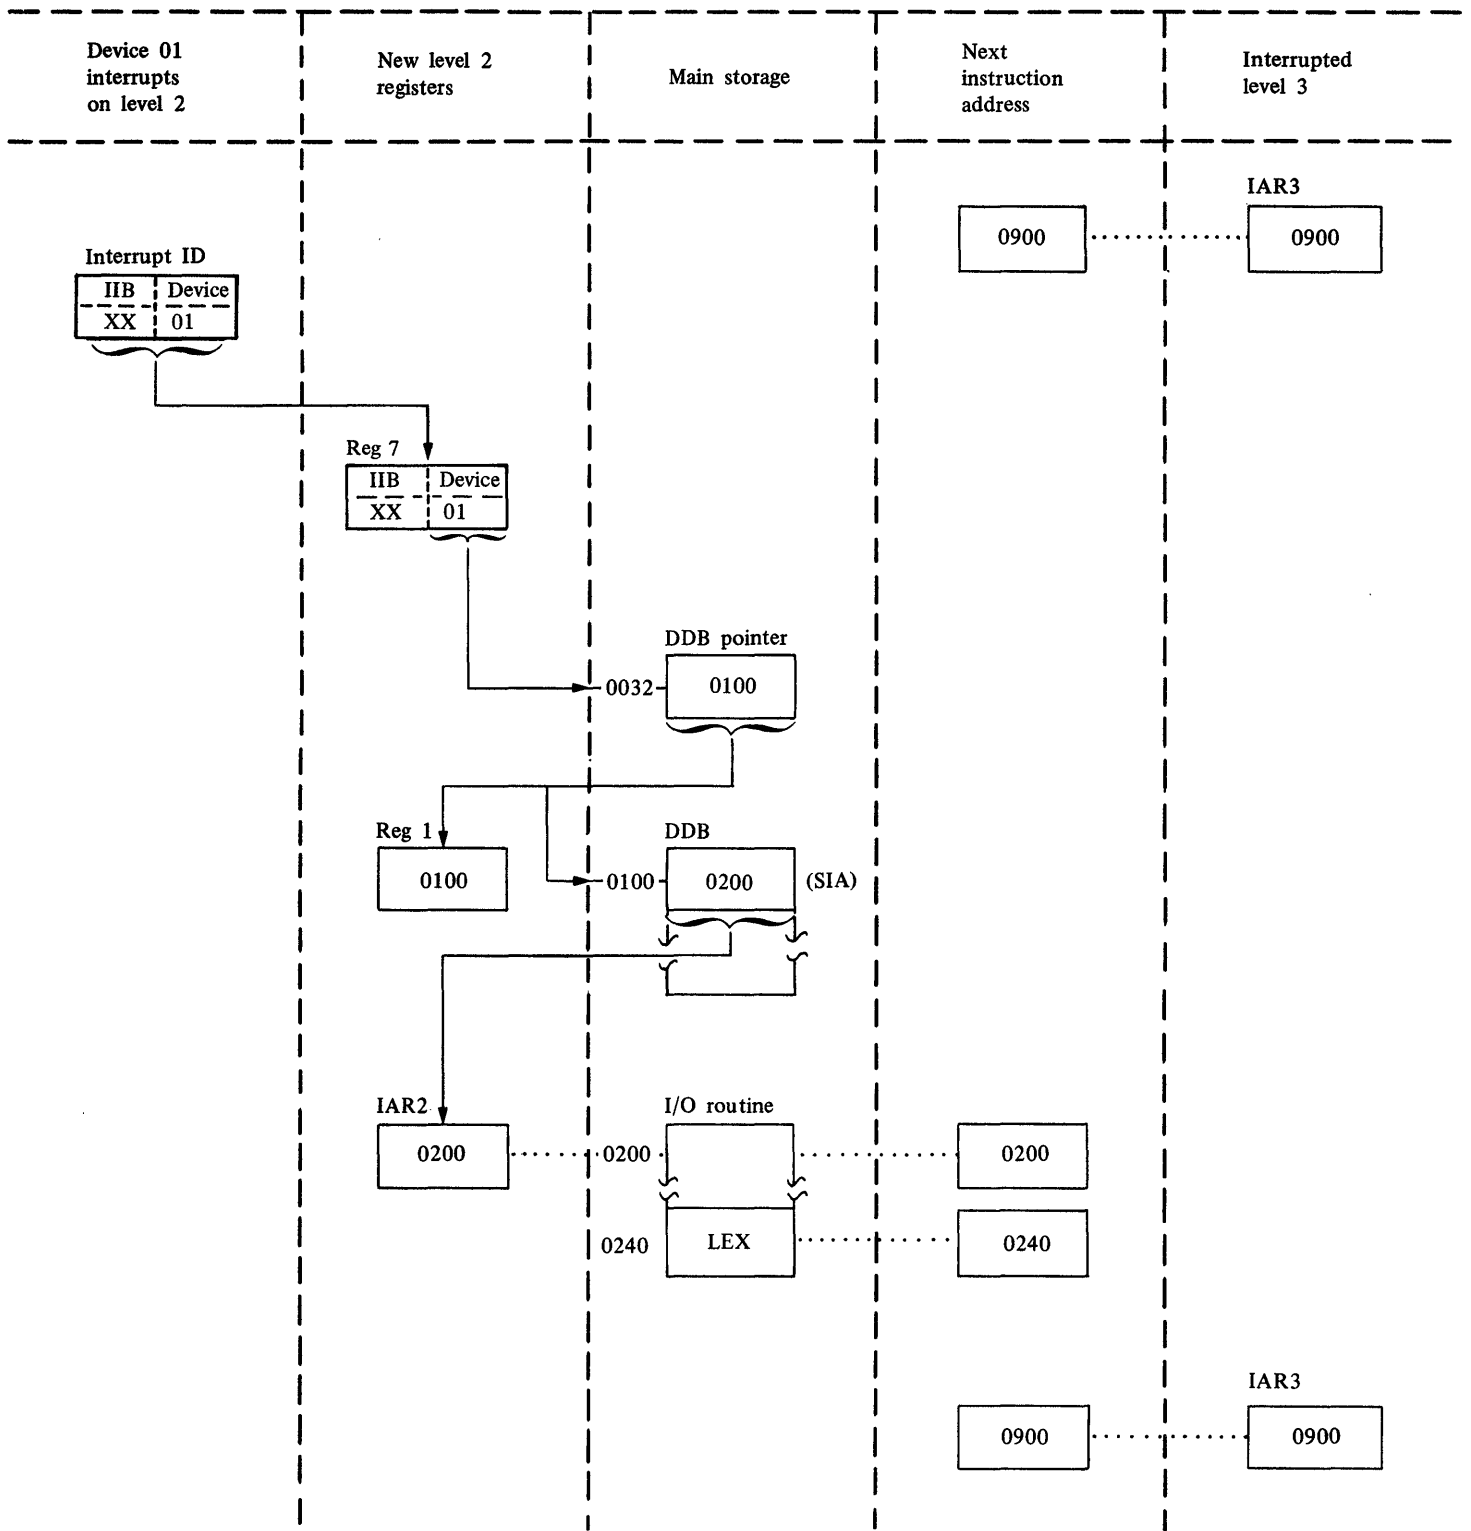 Device 01
interrupts
on level 2
New level 2
registers
Main storage
Next
instruction
address
Interrupted
level 3
IAR3
0900
0900
Interrupt ID
IIB Device
XX 01
Reg 7
IIB Device
XX 01
DDB pointer
0032 0100
Reg 1
0100
DDB
0100 0200 (SIA)
IAR2
0200
I/O routine
0200
0200
0240 LEX
0240
IAR3
0900
0900